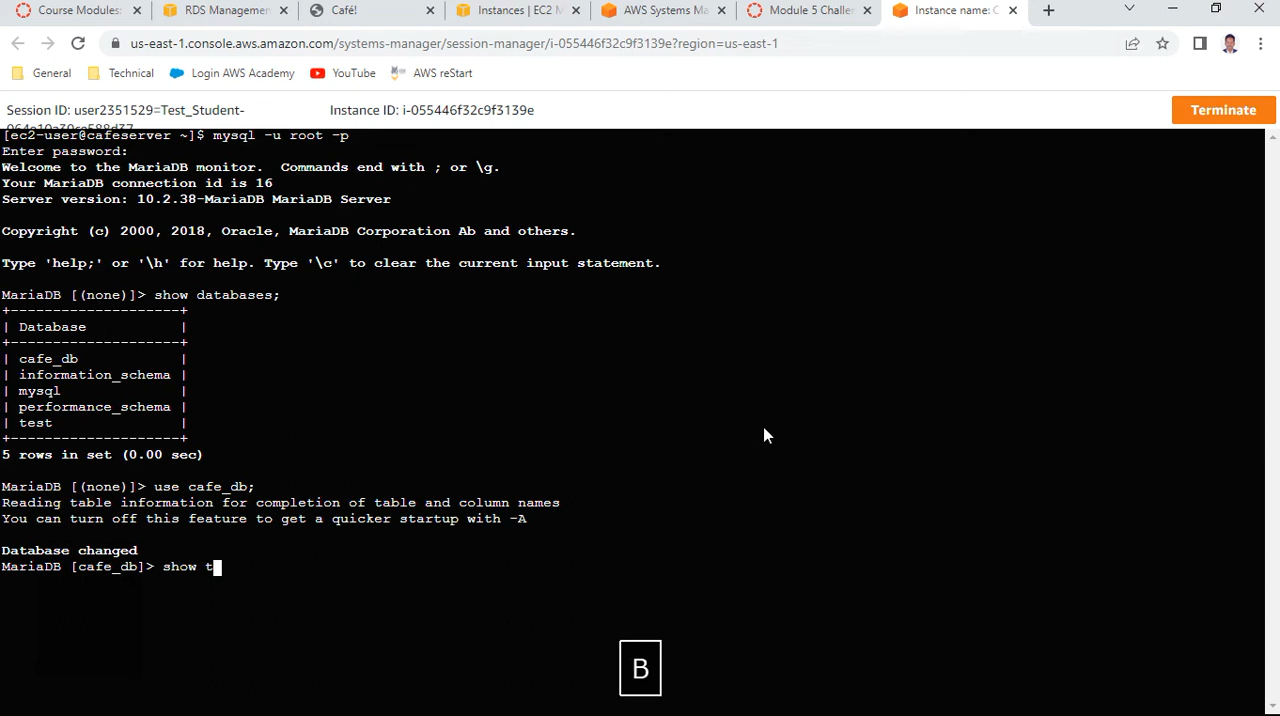 Course Modules:
RDS Managemen
Café!
Instances | EC2 M
AWS Systems Ma
Module 5 Challe
Instance name: C
us-east-1.console.aws.amazon.com/systems-manager/session-manager/i-055446f32c9f3139e?region=us-east-1
General
Technical
Login AWS Academy
YouTube
AWS reStart
Session ID: user2351529=Test_Student-
Instance ID: i-055446f32c9f3139e
Terminate
[ec2-user@cafeserver ~]$ mysql -u root -p
Enter password:
Welcome to the MariaDB monitor.  Commands end with ; or \g.
Your MariaDB connection id is 16
Server version: 10.2.38-MariaDB MariaDB Server
Copyright (c) 2000, 2018, Oracle, MariaDB Corporation Ab and others.
Type 'help;' or '\h' for help. Type '\c' to clear the current input statement.
MariaDB [(none)]> show databases;
+--------------------+
| Database           |
+--------------------+
| cafe_db            |
| information_schema |
| mysql              |
| performance_schema |
| test               |
+--------------------+
5 rows in set (0.00 sec)
MariaDB [(none)]> use cafe_db;
Reading table information for completion of table and column names
You can turn off this feature to get a quicker startup with -A
Database changed
MariaDB [cafe_db]> show t
B